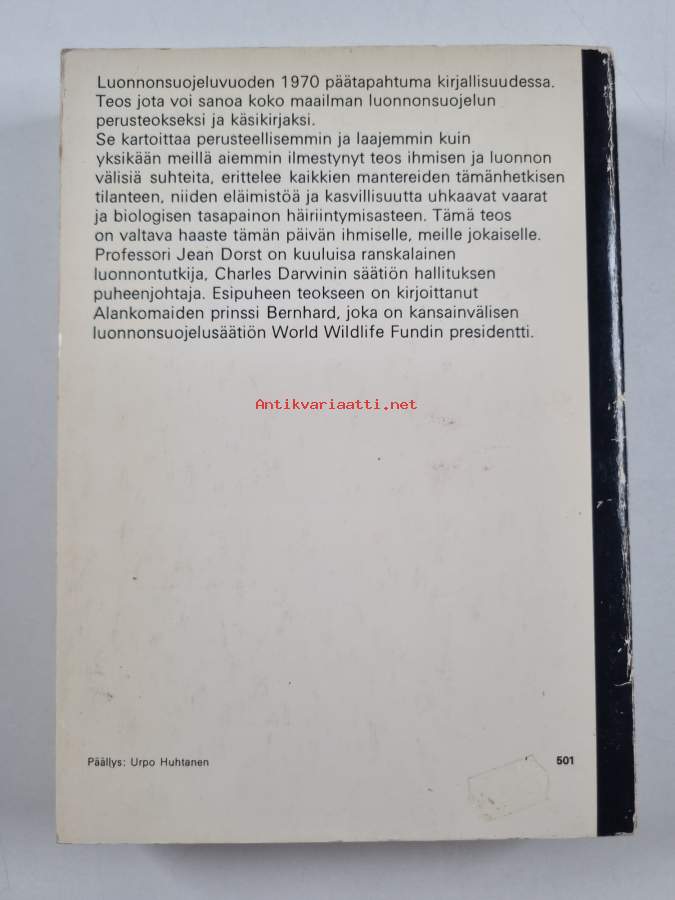 Luonnonsuojeluvuoden 1970 päätapahtuma kirjallisuudessa.
Teos jota voi sanoa koko maailman luonnonsuojelun
perusteokseksi ja käsikirjaksi.
Se kartoittaa perusteellisemmin ja laajemmin kuin
yksikään meillä aiemmin ilmestynyt teos ihmisen ja luonnon
välisiä suhteita, erittelee kaikkien mantereiden tämänhetkisen
tilanteen, niiden eläimistöä ja kasvillisuutta uhkaavat vaarat
ja biologisen tasapainon häiriintymisasteen. Tämä teos
on valtava haaste tämän päivän ihmiselle, meille jokaiselle.
Professori Jean Dorst on kuuluisa ranskalainen
luonnontutkija, Charles Darwinin säätiön hallituksen
puheenjohtaja. Esipuheen teokseen on kirjoittanut
Alankomaiden prinssi Bernhard, joka on kansainvälisen
luonnonsuojelusäätiön World Wildlife Fundin presidentti.
Antikvariaatti.net
Päällys: Urpo Huhtanen
501